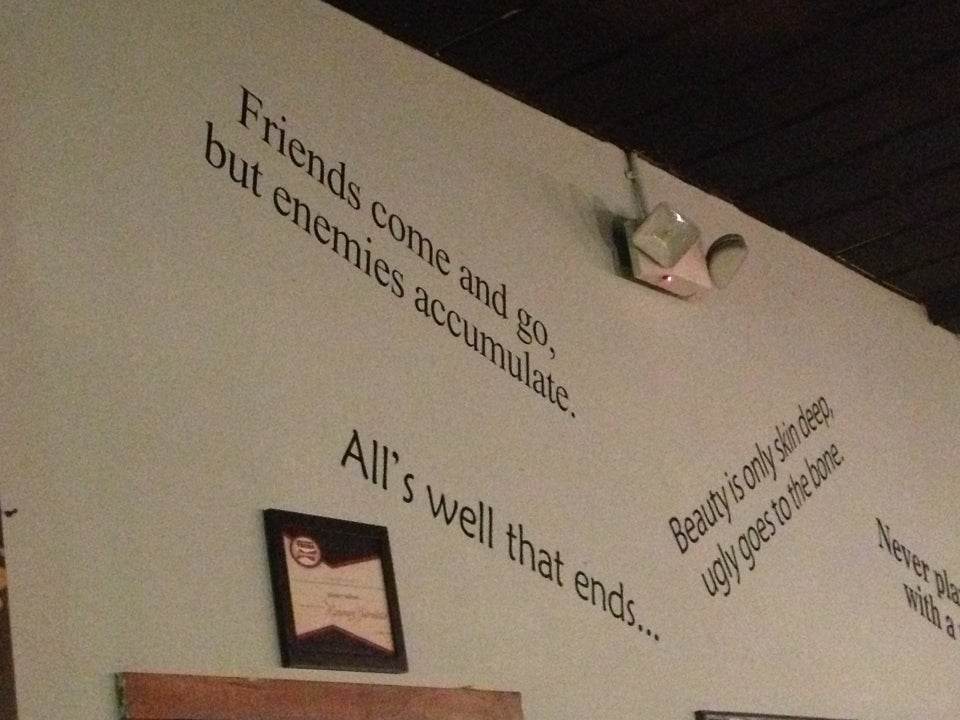 Friends come and go,
but enemies accumulate.
All's well that ends...
Beauty is only skin deep,
ugly goes to the bone.
Never
with a